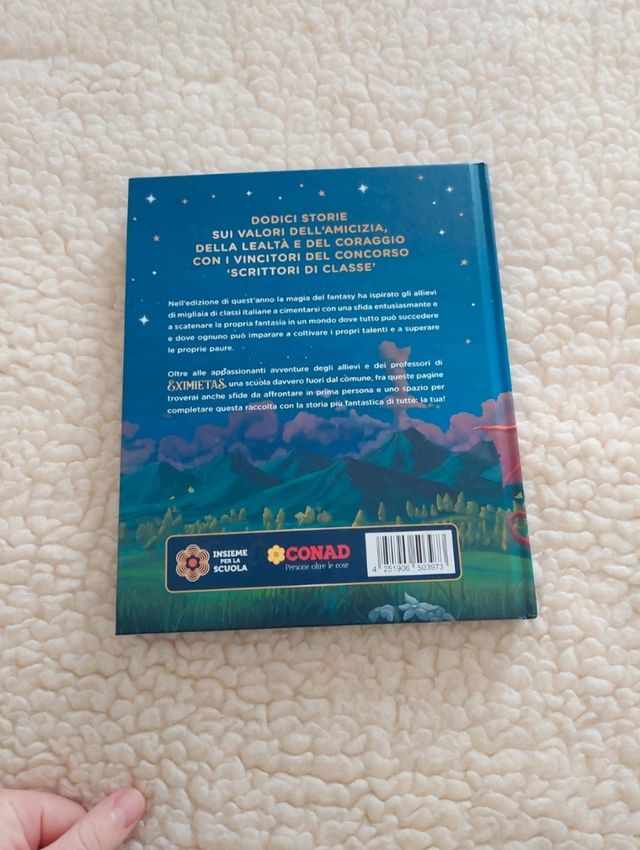 DODICI STORIE
SUI VALORI DELL'AMICIZIA,
DELLA LEALTÀ E DEL CORAGGIO
CON I VINCITORI DEL CONCORSO
'SCRITTORI DI CLASSE'
Nell'edizione di quest'anno la magia del fantasy ha ispirato gli allievi
di migliaia di classi italiane a cimentarsi con una sfida entusiasmante e
a scatenare la propria fantasia in un mondo dove tutto può succedere
e dove ognuno può imparare a coltivare i propri talenti e a superare
le proprie paure.
Oltre alle appassionanti avventure degli allievi e dei professori di
EXIMIETAS, una scuola davvero fuori dal comune, fra queste pagine
troverai anche sfide da affrontare in prima persona e uno spazio per
completare questa raccolta con la storia più fantastica di tutte: la tua!
INSIEME
PER LA
SCUOLA
CONAD
Persone oltre le cose
4 251906 503973